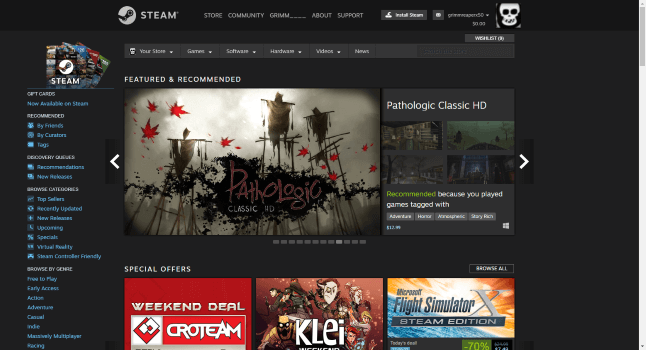 STEAM
STORE COMMUNITY GRIMM____ ABOUT SUPPORT
Install Steam
grimmreaperx50
$0.00
WISHLIST (9)
Your Store Games Software Hardware Videos News
STEAM
GIFT CARDS
Now Available on Steam
RECOMMENDED
By Friends
By Curators
Tags
DISCOVERY QUEUES
Recommendations
New Releases
BROWSE CATEGORIES
Top Sellers
Recently Updated
New Releases
Upcoming
Specials
Virtual Reality
Steam Controller Friendly
BROWSE BY GENRE
Free to Play
Early Access
Action
Adventure
Casual
Indie
Massively Multiplayer
Racing
FEATURED & RECOMMENDED
Pathologic
CLASSIC HD
Pathologic Classic HD
Recommended because you played
games tagged with
Adventure Horror Atmospheric Story Rich
$12.99
SPECIAL OFFERS
BROWSE ALL
WEEKEND DEAL
CROTEAM
KLei
WEEKEND
Microsoft
Flight Simulator X
STEAM EDITION
Today's deal
-70%